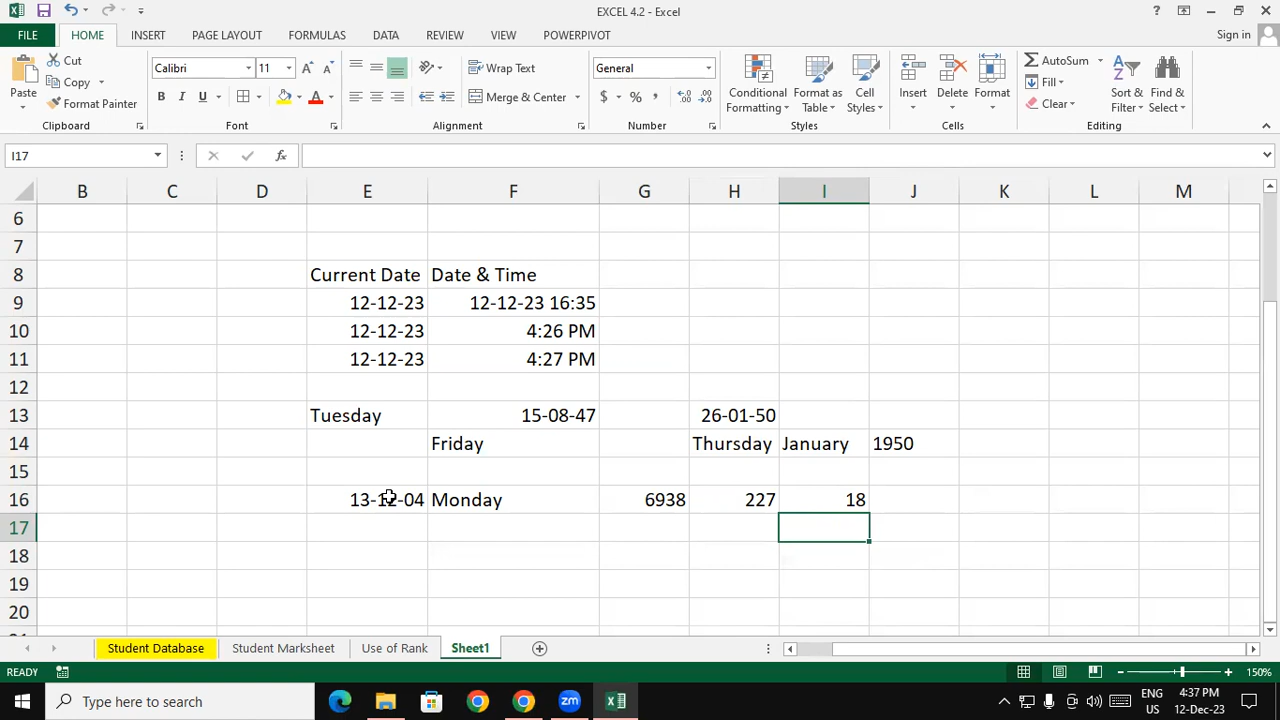 EXCEL 4.2 - Excel
?
FILE HOME INSERT PAGE LAYOUT FORMULAS DATA REVIEW VIEW POWERPIVOT Sign in
Cut Calibri 11 Wrap Text General AutoSum
Copy Fill
Paste Format Painter B I U A Merge & Center $ % , Conditional Formatting Format as Table Cell Styles Insert Delete Format Clear Sort & Filter Find & Select
Clipboard Font Alignment Number Styles Cells Editing
I17 fx
B C D E F G H I J K L M
6
7
8 Current Date Date & Time
9 12-12-23 12-12-23 16:35
10 12-12-23 4:26 PM
11 12-12-23 4:27 PM
12
13 Tuesday 15-08-47 26-01-50
14 Friday Thursday January 1950
15
16 13-12-04 Monday 6938 227 18
17
18
19
20
Student Database Student Marksheet Use of Rank Sheet1
READY 150%
Type here to search zm ENG US 4:37 PM 12-Dec-23